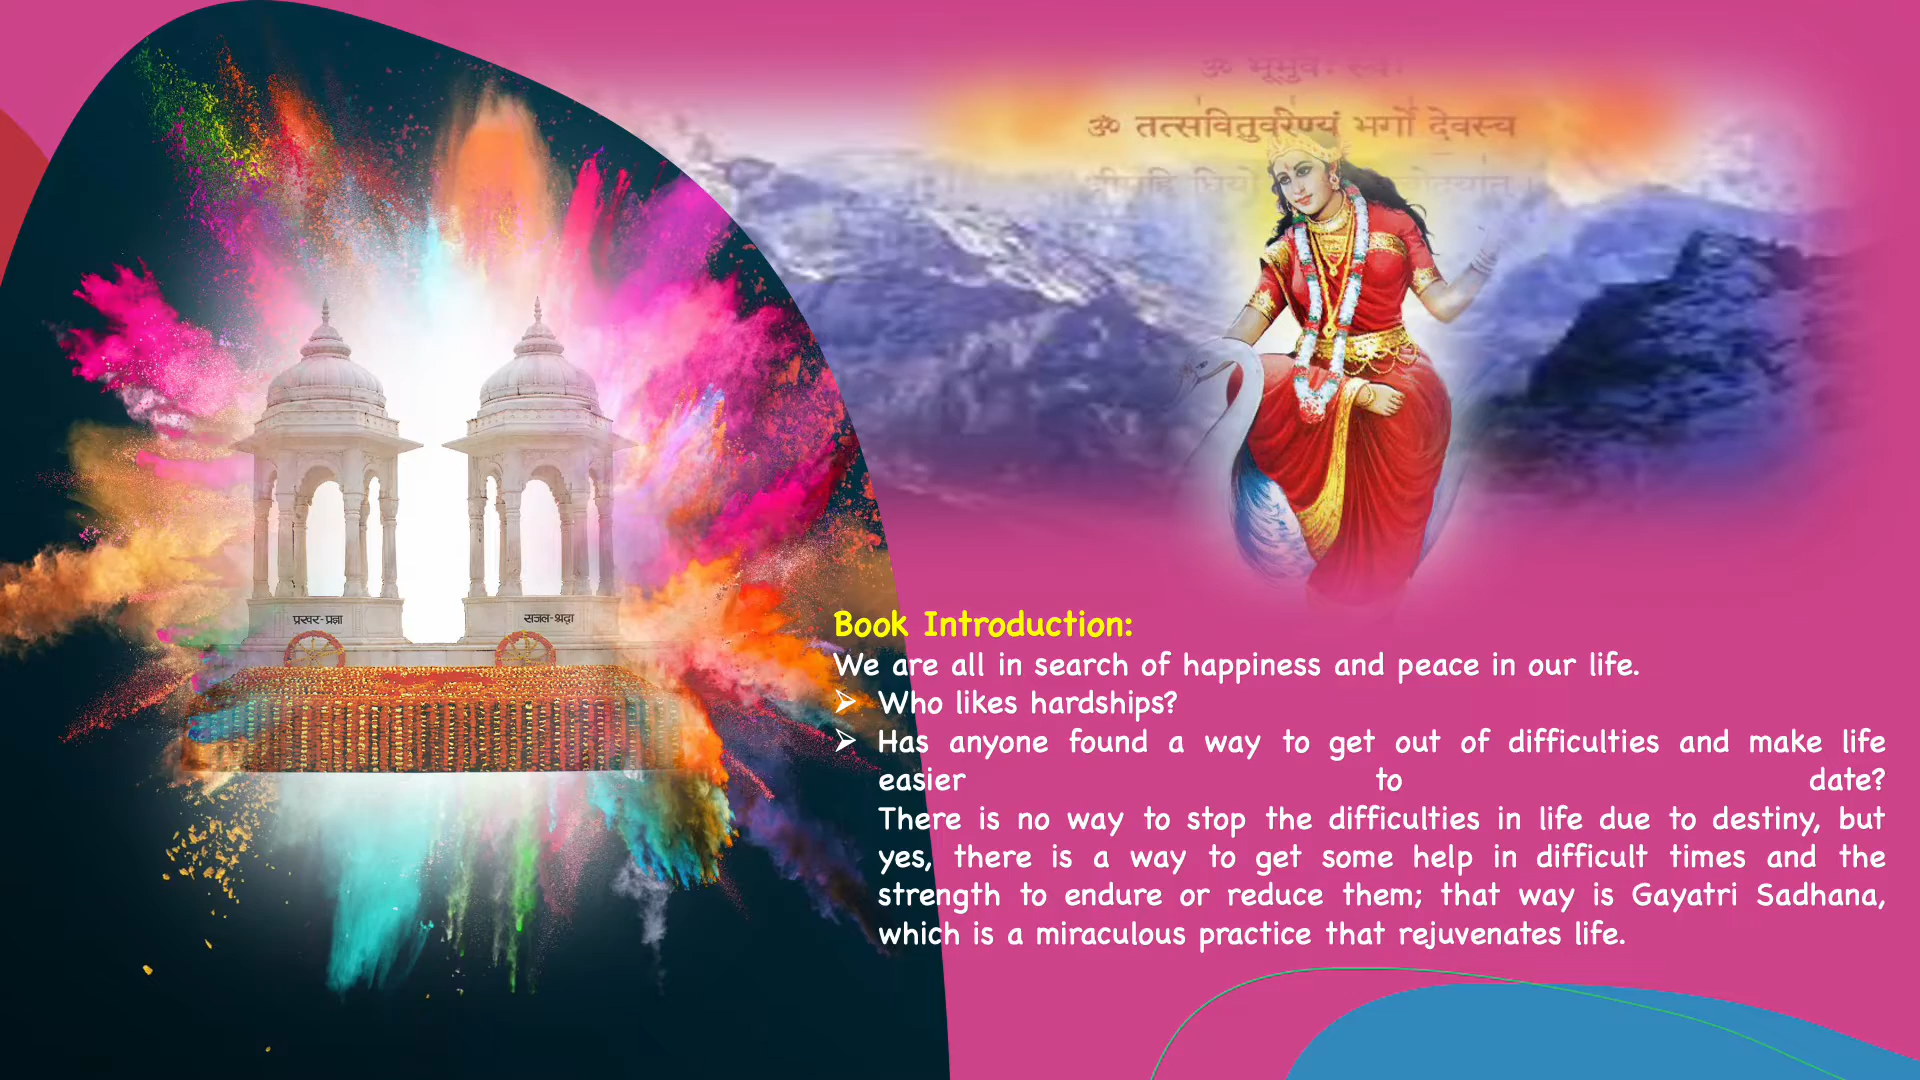 ॐ भूर्भुवः स्वः
ॐ तत्सवितुर्वरेण्यं भर्गो देवस्य
धियो
प्रखर-प्रज्ञा
सजल-श्रद्धा
Book Introduction:
We are all in search of happiness and peace in our life.
➢ Who likes hardships?
➢ Has anyone found a way to get out of difficulties and make life
easier to date?
There is no way to stop the difficulties in life due to destiny, but
yes, there is a way to get some help in difficult times and the
strength to endure or reduce them; that way is Gayatri Sadhana,
which is a miraculous practice that rejuvenates life.